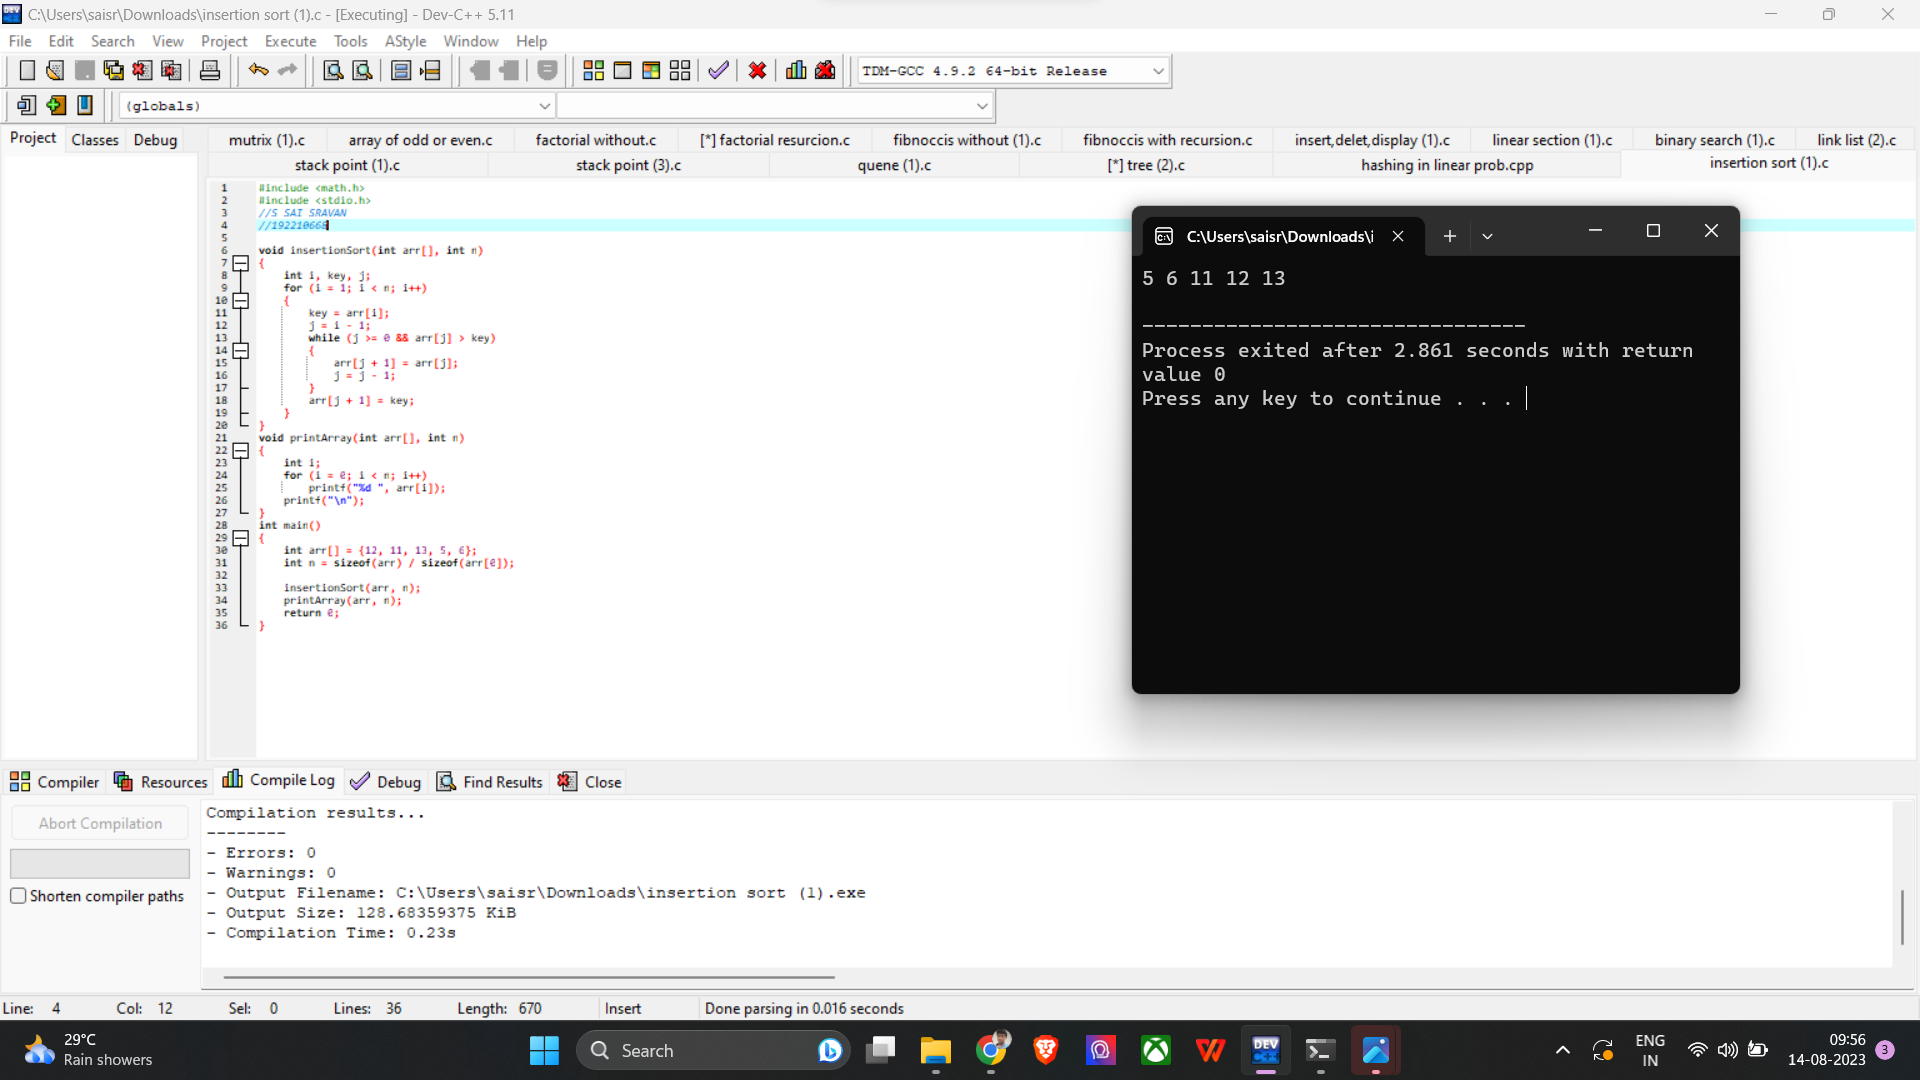 C:\Users\saisr\Downloads\insertion sort (1).c - [Executing] - Dev-C++ 5.11
File Edit Search View Project Execute Tools AStyle Window Help
TDM-GCC 4.9.2 64-bit Release
(globals)
Project Classes Debug
mutrix (1).c array of odd or even.c factorial without.c [*] factorial resurcion.c fibnoccis without (1).c fibnoccis with recursion.c insert,delet,display (1).c linear section (1).c binary search (1).c link list (2).c
stack point (1).c stack point (3).c quene (1).c [*] tree (2).c hashing in linear prob.cpp insertion sort (1).c
1 #include <math.h>
2 #include <stdio.h>
3 //S SAI SRAVAN
4 //192210668
5
6 void insertionSort(int arr[], int n)
7 {
8 int i, key, j;
9 for (i = 1; i < n; i++)
10 {
11 key = arr[i];
12 j = i - 1;
13 while (j >= 0 && arr[j] > key)
14 {
15 arr[j + 1] = arr[j];
16 j = j - 1;
17 }
18 arr[j + 1] = key;
19 }
20 }
21 void printArray(int arr[], int n)
22 {
23 int i;
24 for (i = 0; i < n; i++)
25 printf("%d ", arr[i]);
26 printf("\n");
27 }
28 int main()
29 {
30 int arr[] = {12, 11, 13, 5, 6};
31 int n = sizeof(arr) / sizeof(arr[0]);
32
33 insertionSort(arr, n);
34 printArray(arr, n);
35 return 0;
36 }
C:\Users\saisr\Downloads\i
5 6 11 12 13
--------------------------------
Process exited after 2.861 seconds with return
value 0
Press any key to continue . . .
Compiler Resources Compile Log Debug Find Results Close
Abort Compilation
Shorten compiler paths
Compilation results...
--------
- Errors: 0
- Warnings: 0
- Output Filename: C:\Users\saisr\Downloads\insertion sort (1).exe
- Output Size: 128.68359375 KiB
- Compilation Time: 0.23s
Line: 4 Col: 12 Sel: 0 Lines: 36 Length: 670 Insert Done parsing in 0.016 seconds
29°C
Rain showers
Search
DEV
C++
ENG
IN
09:56
14-08-2023
3